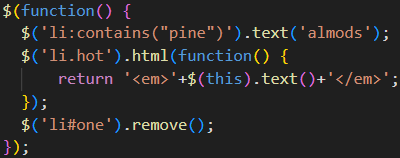 $(function() {
  $('li:contains("pine")').text('almods');
  $('li.hot').html(function() {
      return '<em>'+$(this).text()+'</em>';
  });
  $('li#one').remove();
});